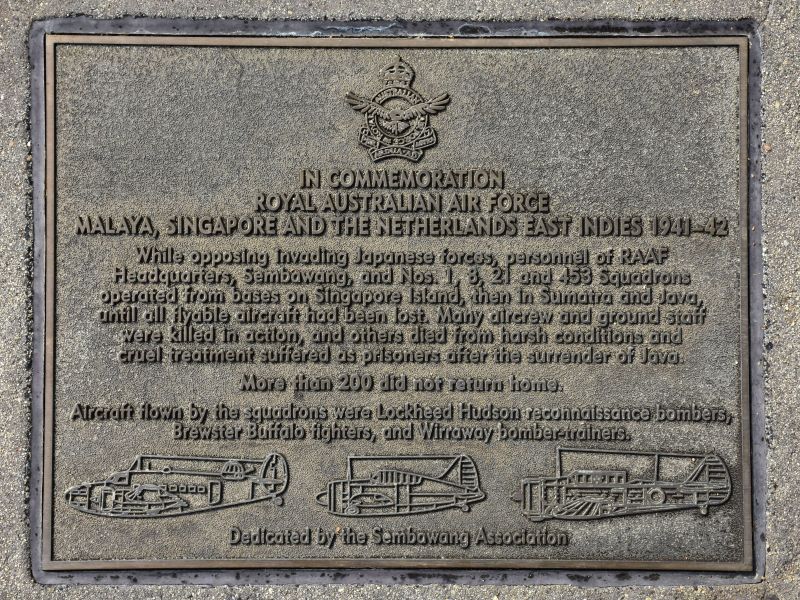 AUSTRALIAN
IN COMMEMORATION
ROYAL AUSTRALIAN AIR FORCE
MALAYA, SINGAPORE AND THE NETHERLANDS EAST INDIES 1941–42
While opposing invading Japanese forces, personnel of RAAF
Headquarters, Sembawang, and Nos. 1, 8, 21 and 453 Squadrons
operated from bases on Singapore Island, then in Sumatra and Java,
until all flyable aircraft had been lost. Many aircrew and ground staff
were killed in action, and others died from harsh conditions and
cruel treatment suffered as prisoners after the surrender of Java.
More than 200 did not return home.
Aircraft flown by the squadrons were Lockheed Hudson reconnaissance bombers,
Brewster Buffalo fighters, and Wirraway bomber-trainers.
Dedicated by the Sembawang Association